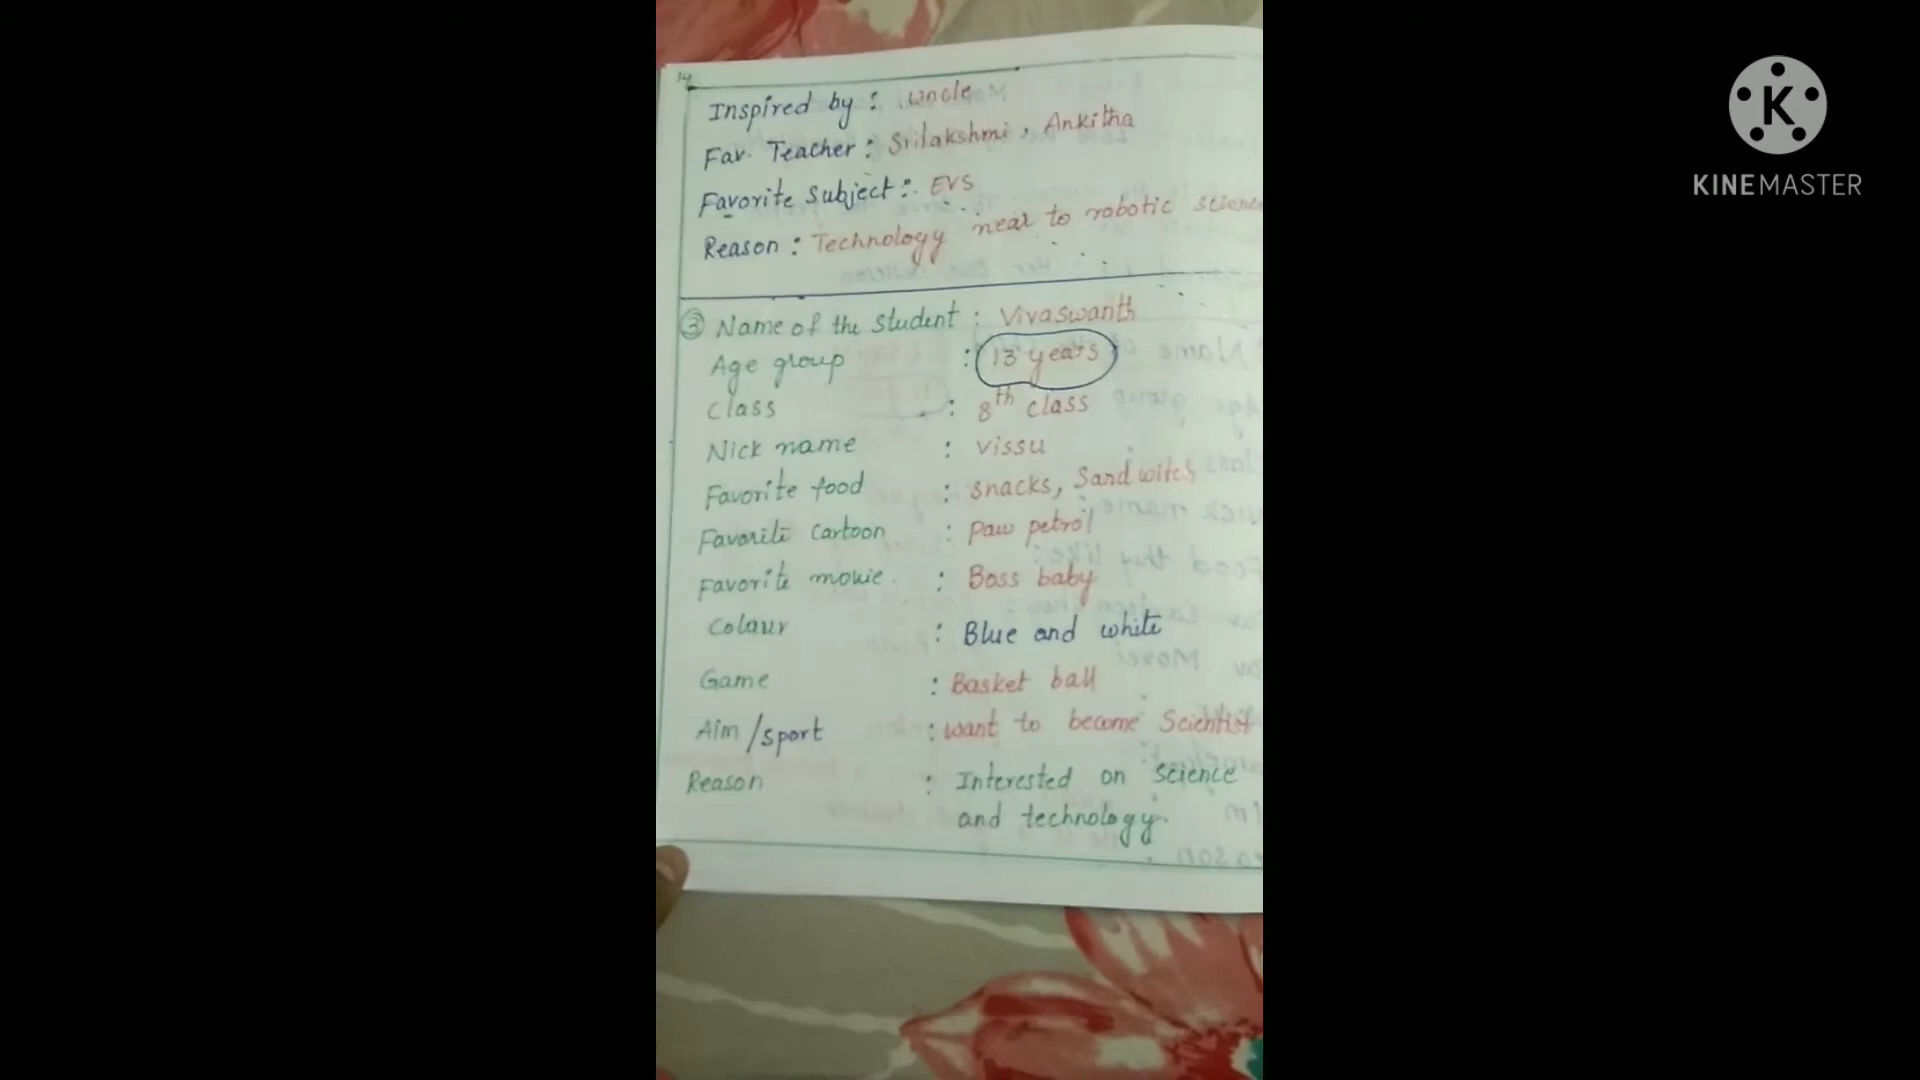 14
Inspired by : uncle
Fav. Teacher : Srilakshmi, Ankitha
Favorite Subject : EVS
Reason : Technology near to robotic science
③ Name of the student : Vivaswanth
Age group : 13 years
Class : 8th class
Nick name : Vissu
Favorite food : Snacks, Sandwitch
Favorite cartoon : Paw petrol
Favorite movie : Boss baby
Colour : Blue and white
Game : Basket ball
Aim/sport : want to become Scientist
Reason : Interested on science
and technology.
K
KINEMASTER